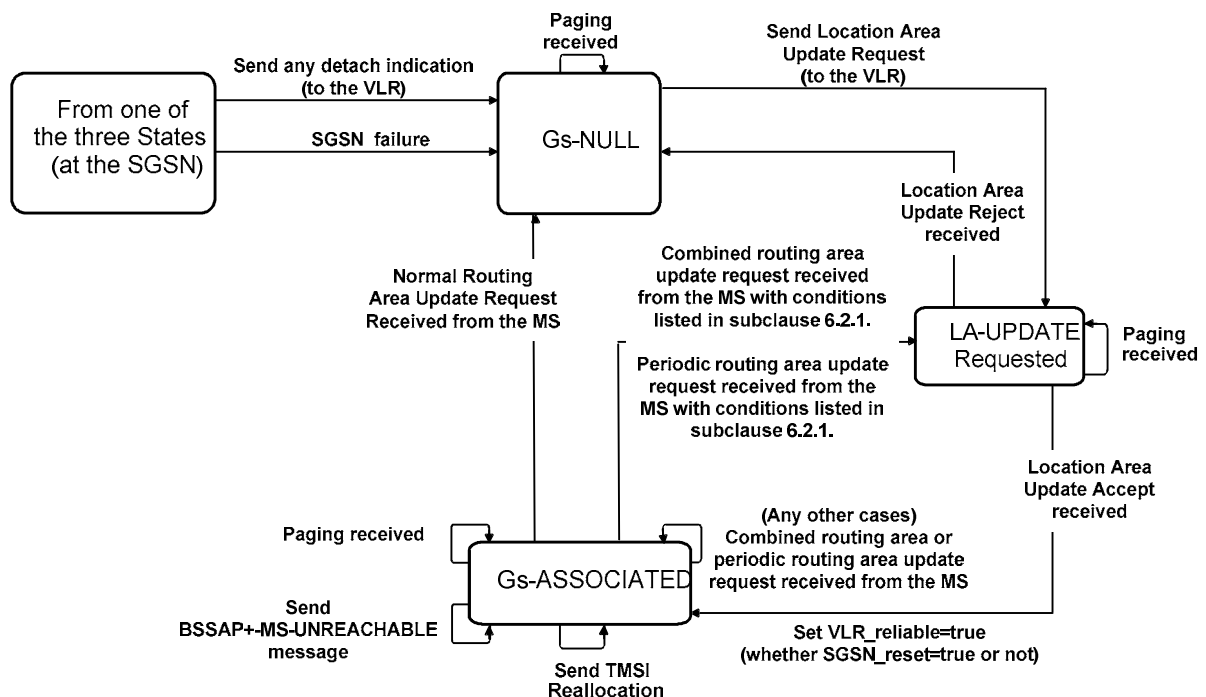 Paging
received
Send Location Area
Update Request
(to the VLR)
Send any detach indication
(to the VLR)
From one of
the three States
(at the SGSN)
SGSN failure
Gs-NULL
Location Area
Update Reject
received
Normal Routing
Area Update Request
Received from the MS
Combined routing area
update request received
from the MS with conditions
listed in subclause 6.2.1.
LA-UPDATE
Requested
Paging
received
Periodic routing area update
request received from the
MS with conditions listed in
subclause 6.2.1.
Location Area
Update Accept
received
Paging received
(Any other cases)
Combined routing area or
periodic routing area update
request received from the MS
Gs-ASSOCIATED
Send
BSSAP+-MS-UNREACHABLE
message
Set VLR_reliable=true
(whether SGSN_reset=true or not)
Send TMSI
Reallocation